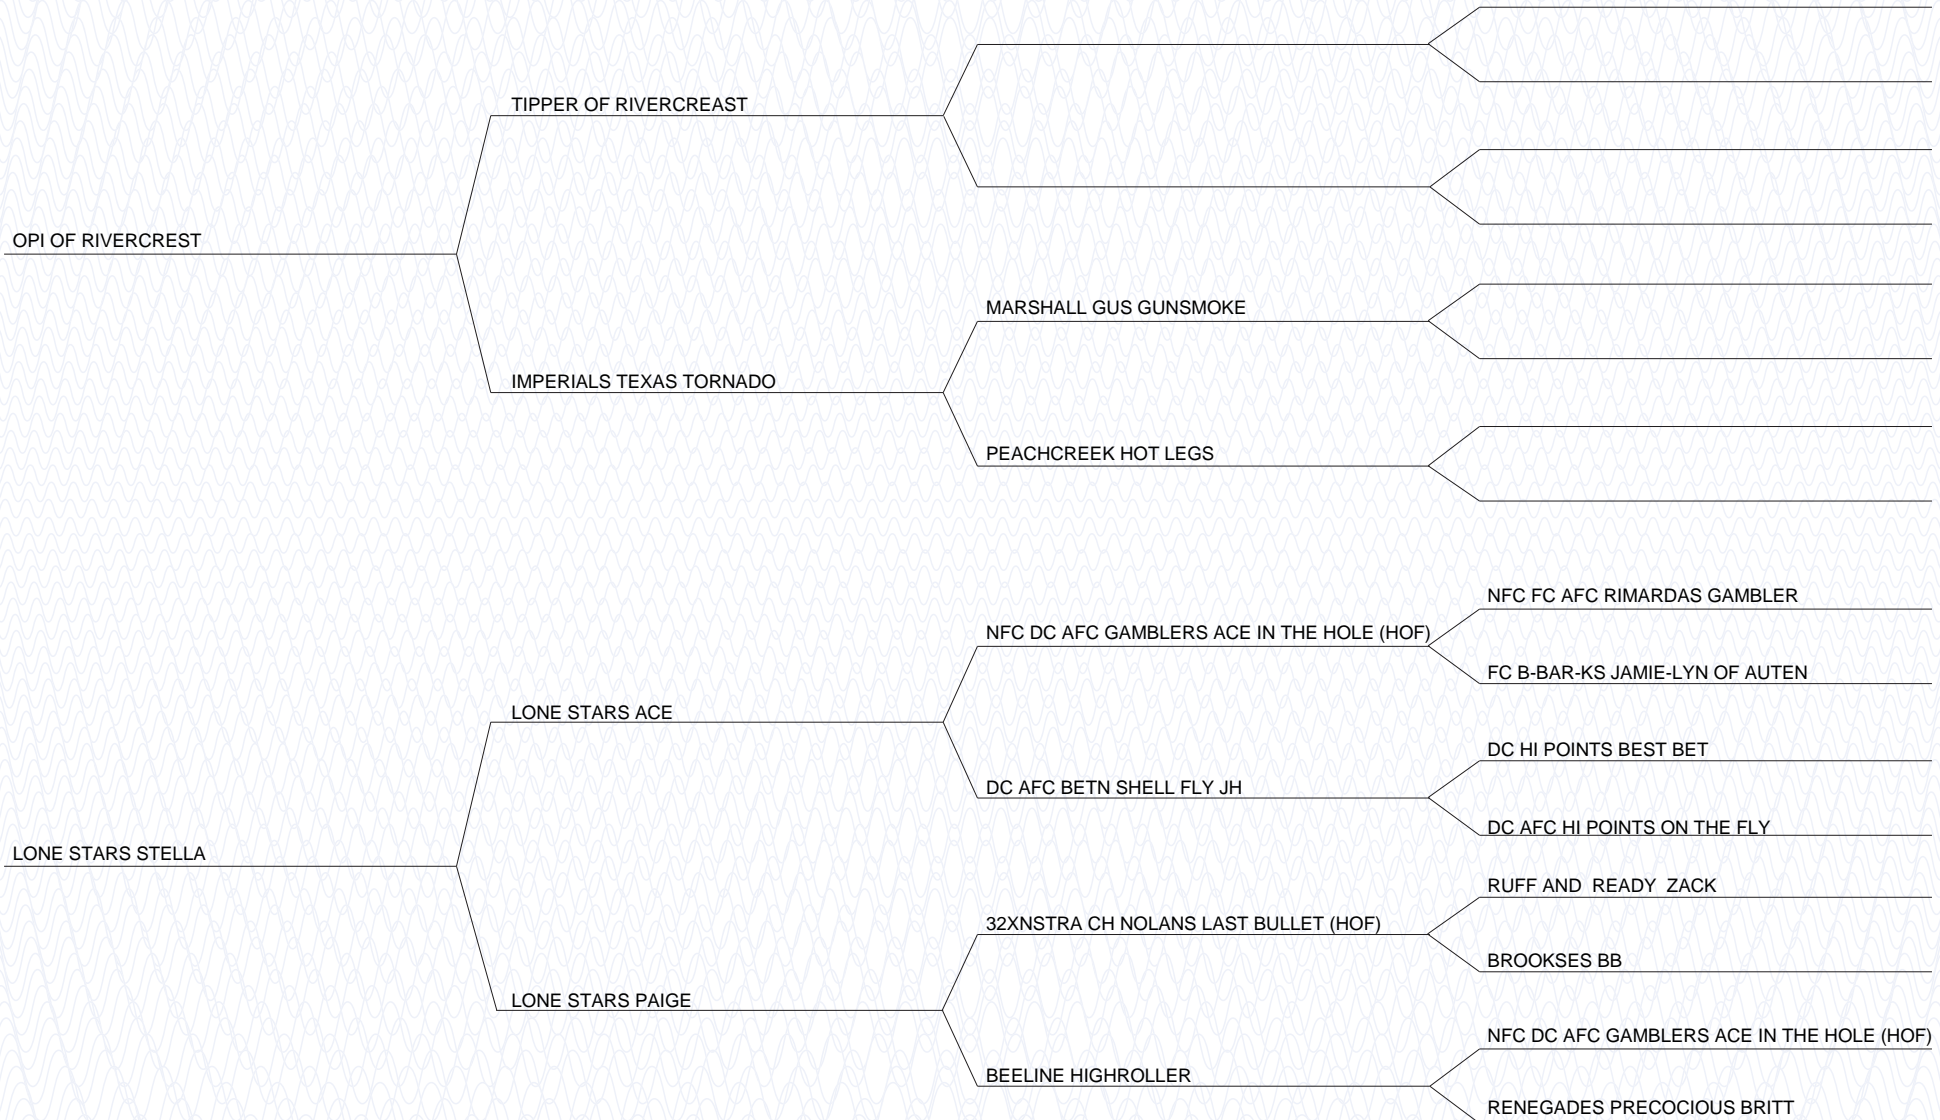 TIPPER OF RIVERCREAST
OPI OF RIVERCREST
MARSHALL GUS GUNSMOKE
IMPERIALS TEXAS TORNADO
PEACHCREEK HOT LEGS
NFC FC AFC RIMARDAS GAMBLER
NFC DC AFC GAMBLERS ACE IN THE HOLE (HOF)
FC B-BAR-KS JAMIE-LYN OF AUTEN
LONE STARS ACE
DC HI POINTS BEST BET
DC AFC BETN SHELL FLY JH
DC AFC HI POINTS ON THE FLY
LONE STARS STELLA
RUFF AND  READY  ZACK
32XNSTRA CH NOLANS LAST BULLET (HOF)
BROOKSES BB
LONE STARS PAIGE
NFC DC AFC GAMBLERS ACE IN THE HOLE (HOF)
BEELINE HIGHROLLER
RENEGADES PRECOCIOUS BRITT